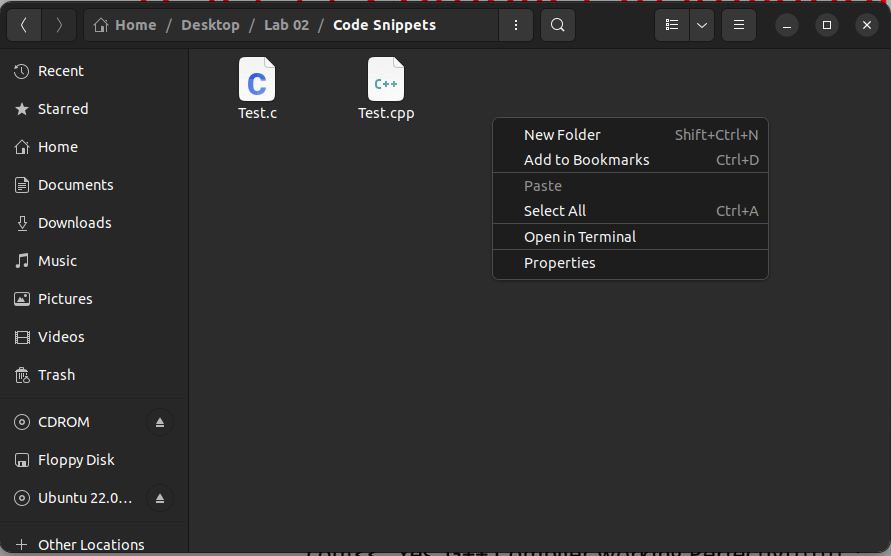 Home / Desktop / Lab 02 / Code Snippets
Recent
Starred
Home
Documents
Downloads
Music
Pictures
Videos
Trash
CDROM
Floppy Disk
Ubuntu 22.0...
Other Locations
C
Test.c
C++
Test.cpp
New Folder Shift+Ctrl+N
Add to Bookmarks Ctrl+D
Paste
Select All Ctrl+A
Open in Terminal
Properties